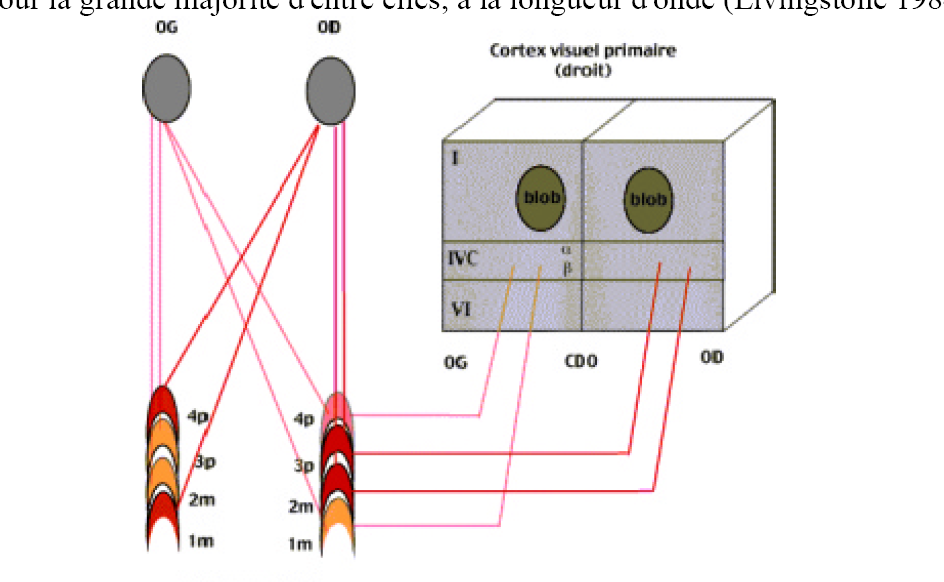 our la grande majorité d'entre elles, à la longueur d'onde (Livingstone 198
OG
OD
Cortex visuel primaire
(droit)
I
blob
blob
IVC
α
β
VI
OG
CDO
OD
4p
3p
2m
1m
4p
3p
2m
1m